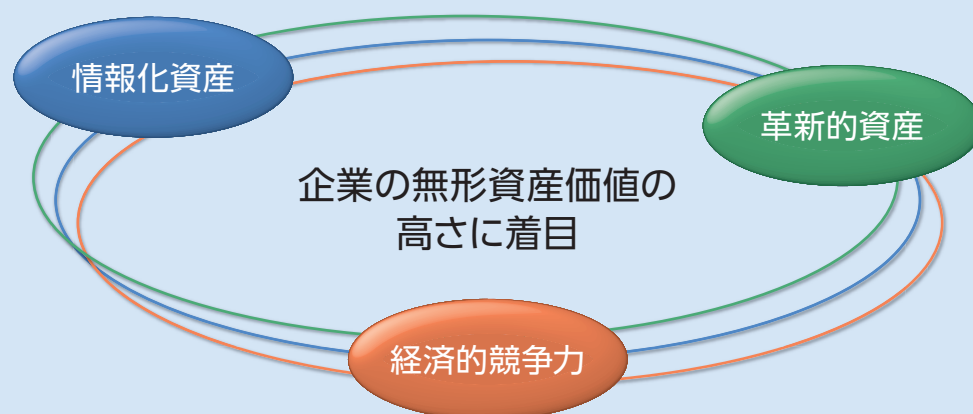 情報化資産
革新的資産
企業の無形資産価値の
高さに着目
経済的競争力